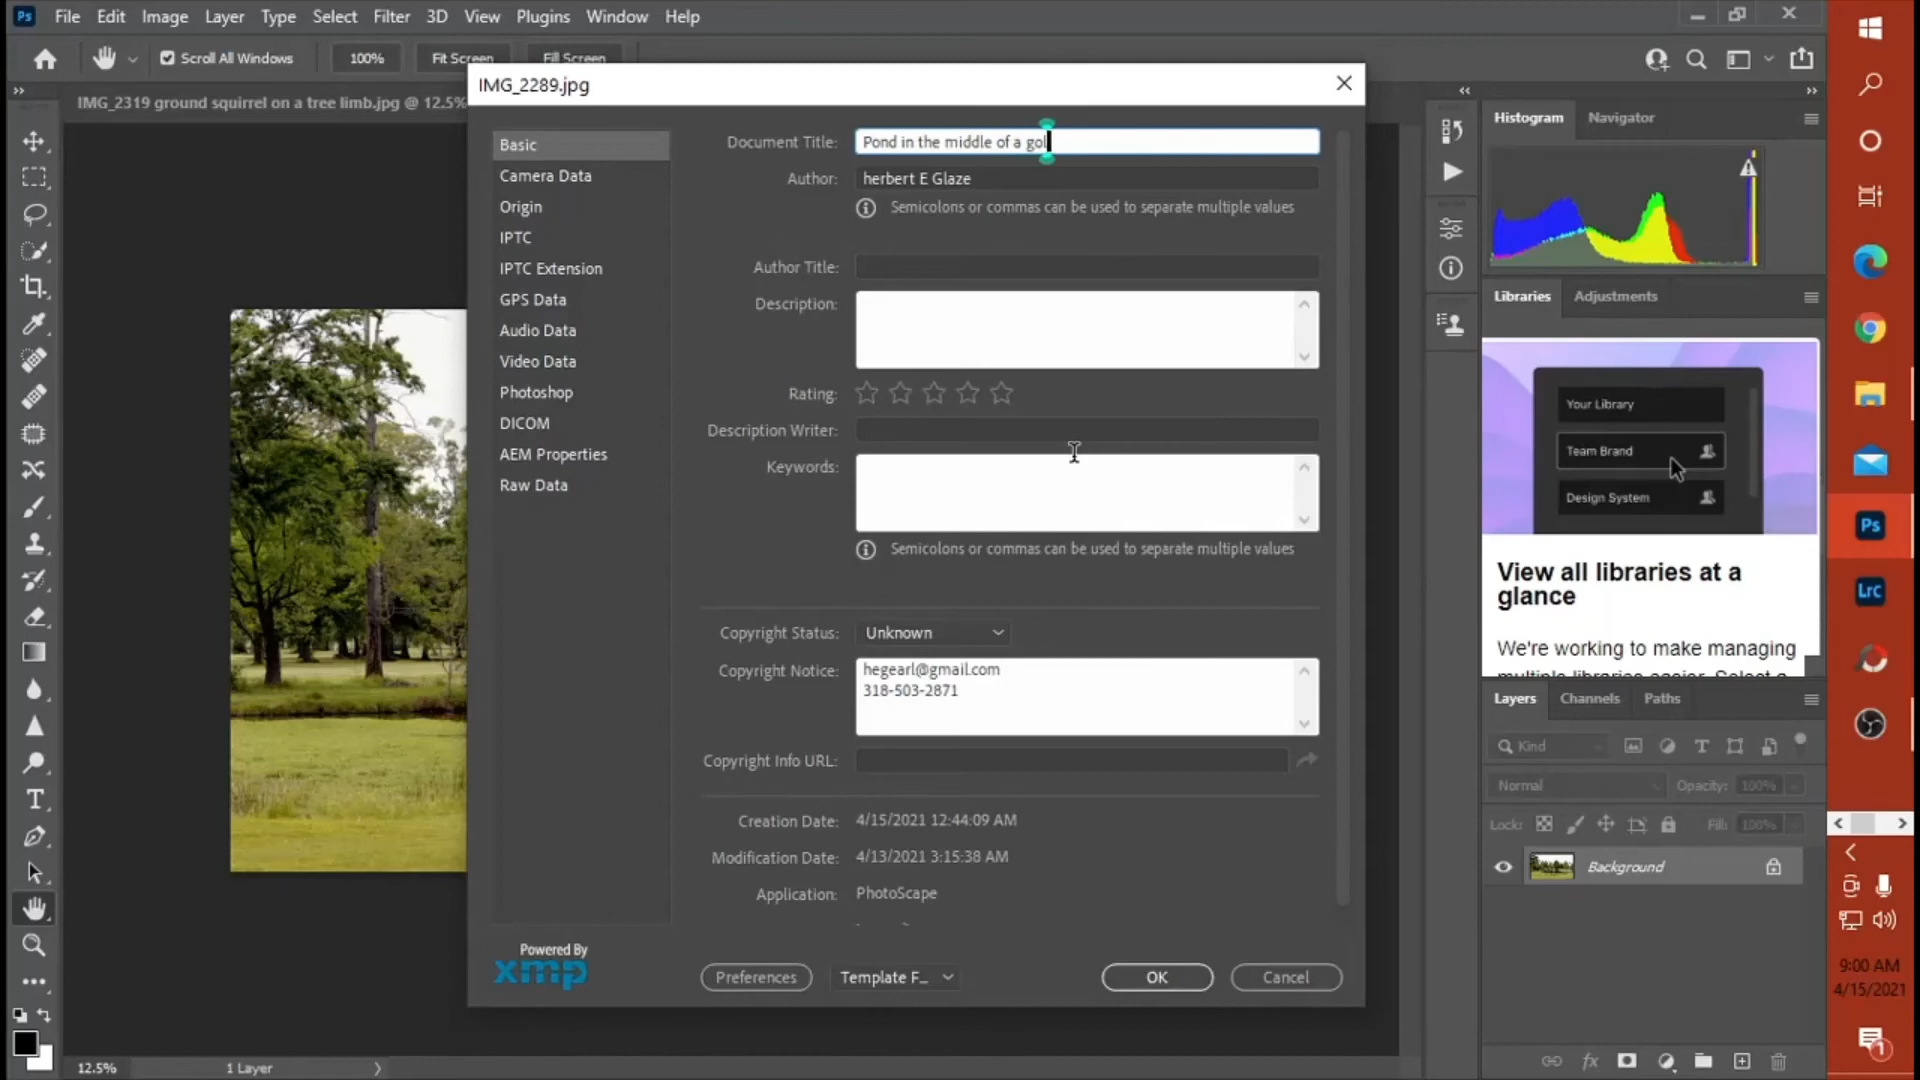 Ps File Edit Image Layer Type Select Filter 3D View Plugins Window Help
Scroll All Windows 100% Fit Screen Fill Screen
IMG_2319 ground squirrel on a tree limb.jpg @ 12.5%
IMG_2289.jpg
Basic
Camera Data
Origin
IPTC
IPTC Extension
GPS Data
Audio Data
Video Data
Photoshop
DICOM
AEM Properties
Raw Data
Document Title: Pond in the middle of a gol
Author: herbert E Glaze
Semicolons or commas can be used to separate multiple values
Author Title:
Description:
Rating:
Description Writer:
Keywords:
Semicolons or commas can be used to separate multiple values
Copyright Status: Unknown
Copyright Notice: hegearl@gmail.com
318-503-2871
Copyright Info URL:
Creation Date: 4/15/2021 12:44:09 AM
Modification Date: 4/13/2021 3:15:38 AM
Application: PhotoScape
Powered By
xmp
Preferences Template F... OK Cancel
Histogram Navigator
Libraries Adjustments
Your Library
Team Brand
Design System
View all libraries at a
glance
We're working to make managing
Layers Channels Paths
Kind
Normal Opacity: 100%
Lock: Fill: 100%
Background
fx
12.5% 1 Layer
Ps
LrC
9:00 AM
4/15/2021
1